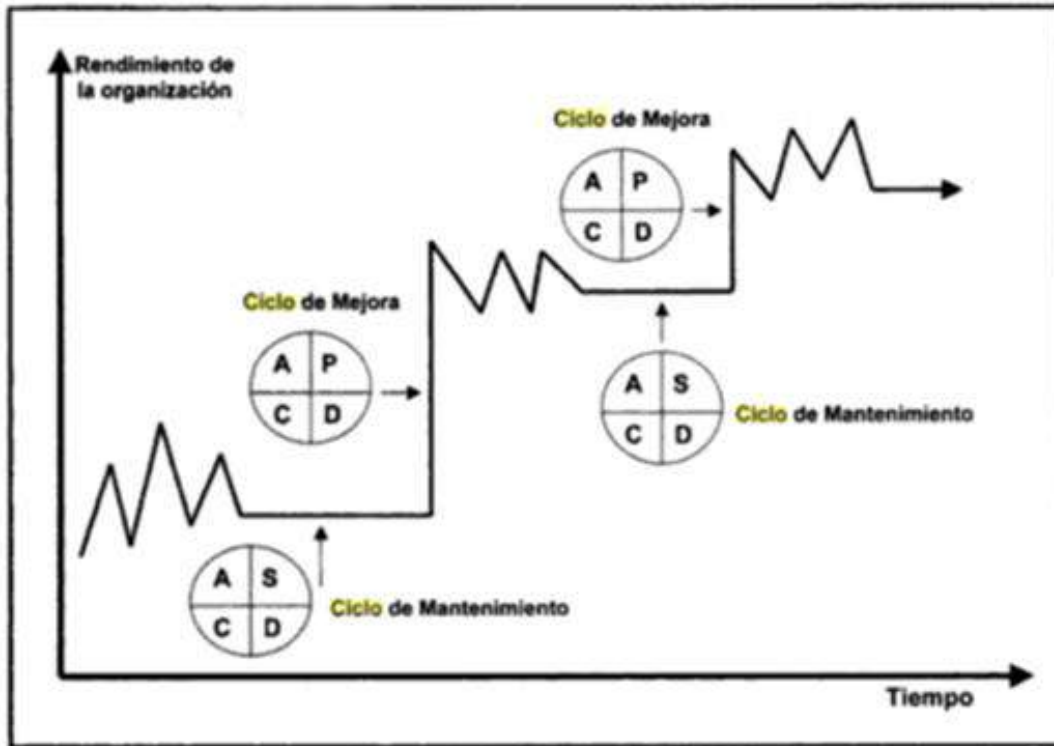 Rendimiento de
la organización
Ciclo de Mejora
A P
C D
Ciclo de Mejora
A P
C D
A S
C D
Ciclo de Mantenimiento
A S
C D
Ciclo de Mantenimiento
Tiempo